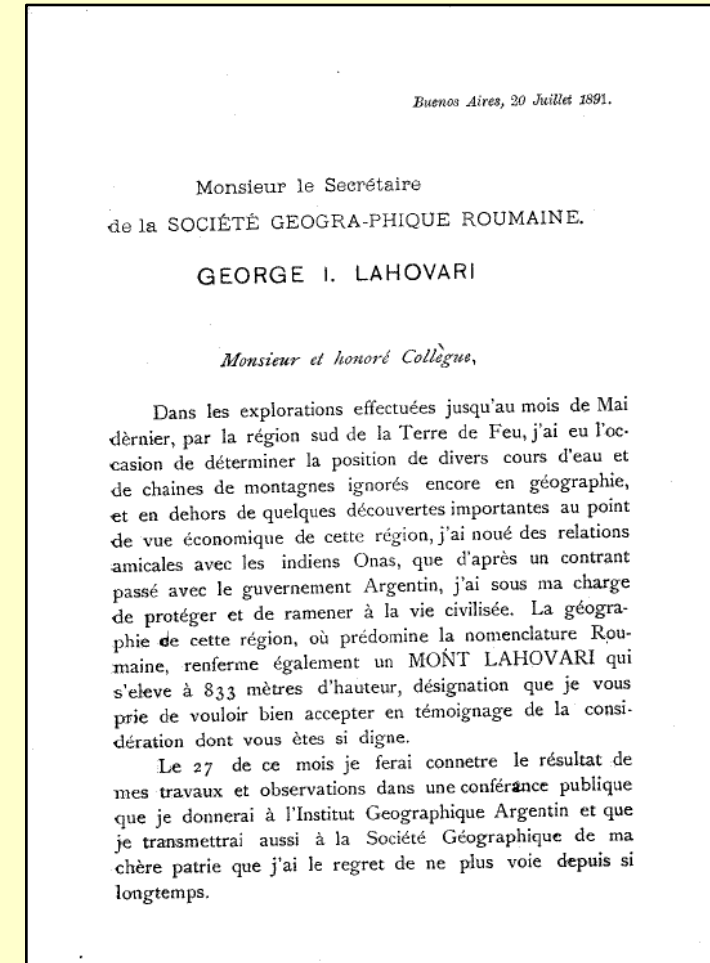 Buenos Aires, 20 Juillet 1891.
Monsieur le Secrétaire
de la SOCIÉTÉ GEOGRA-PHIQUE ROUMAINE.
GEORGE I. LAHOVARI
Monsieur et honoré Collègue,
Dans les explorations effectuées jusqu'au mois de Mai
dèrnier, par la région sud de la Terre de Feu, j'ai eu l'oc-
casion de déterminer la position de divers cours d'eau et
de chaines de montagnes ignorés encore en géographie,
et en dehors de quelques découvertes importantes au point
de vue économique de cette région, j'ai noué des relations
amicales avec les indiens Onas, que d'après un contrant
passé avec le guvernement Argentin, j'ai sous ma charge
de protéger et de ramener à la vie civilisée. La géogra-
phie de cette région, où prédomine la nomenclature Rou-
maine, renferme également un MONT LAHOVARI qui
s'eleve à 833 mètres d'hauteur, désignation que je vous
prie de vouloir bien accepter en témoignage de la consi-
dération dont vous ètes si digne.
Le 27 de ce mois je ferai connetre le résultat de
mes travaux et observations dans une conférance publique
que je donnerai à l'Institut Geographique Argentin et que
je transmettrai aussi à la Société Géographique de ma
chère patrie que j'ai le regret de ne plus voie depuis si
longtemps.